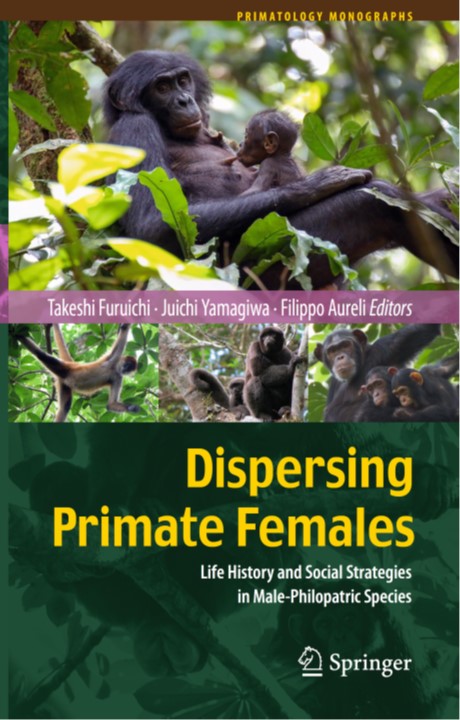 PRIMATOLOGY MONOGRAPHS
Takeshi Furuichi · Juichi Yamagiwa · Filippo Aureli Editors
Dispersing
Primate Females
Life History and Social Strategies
in Male-Philopatric Species
Springer